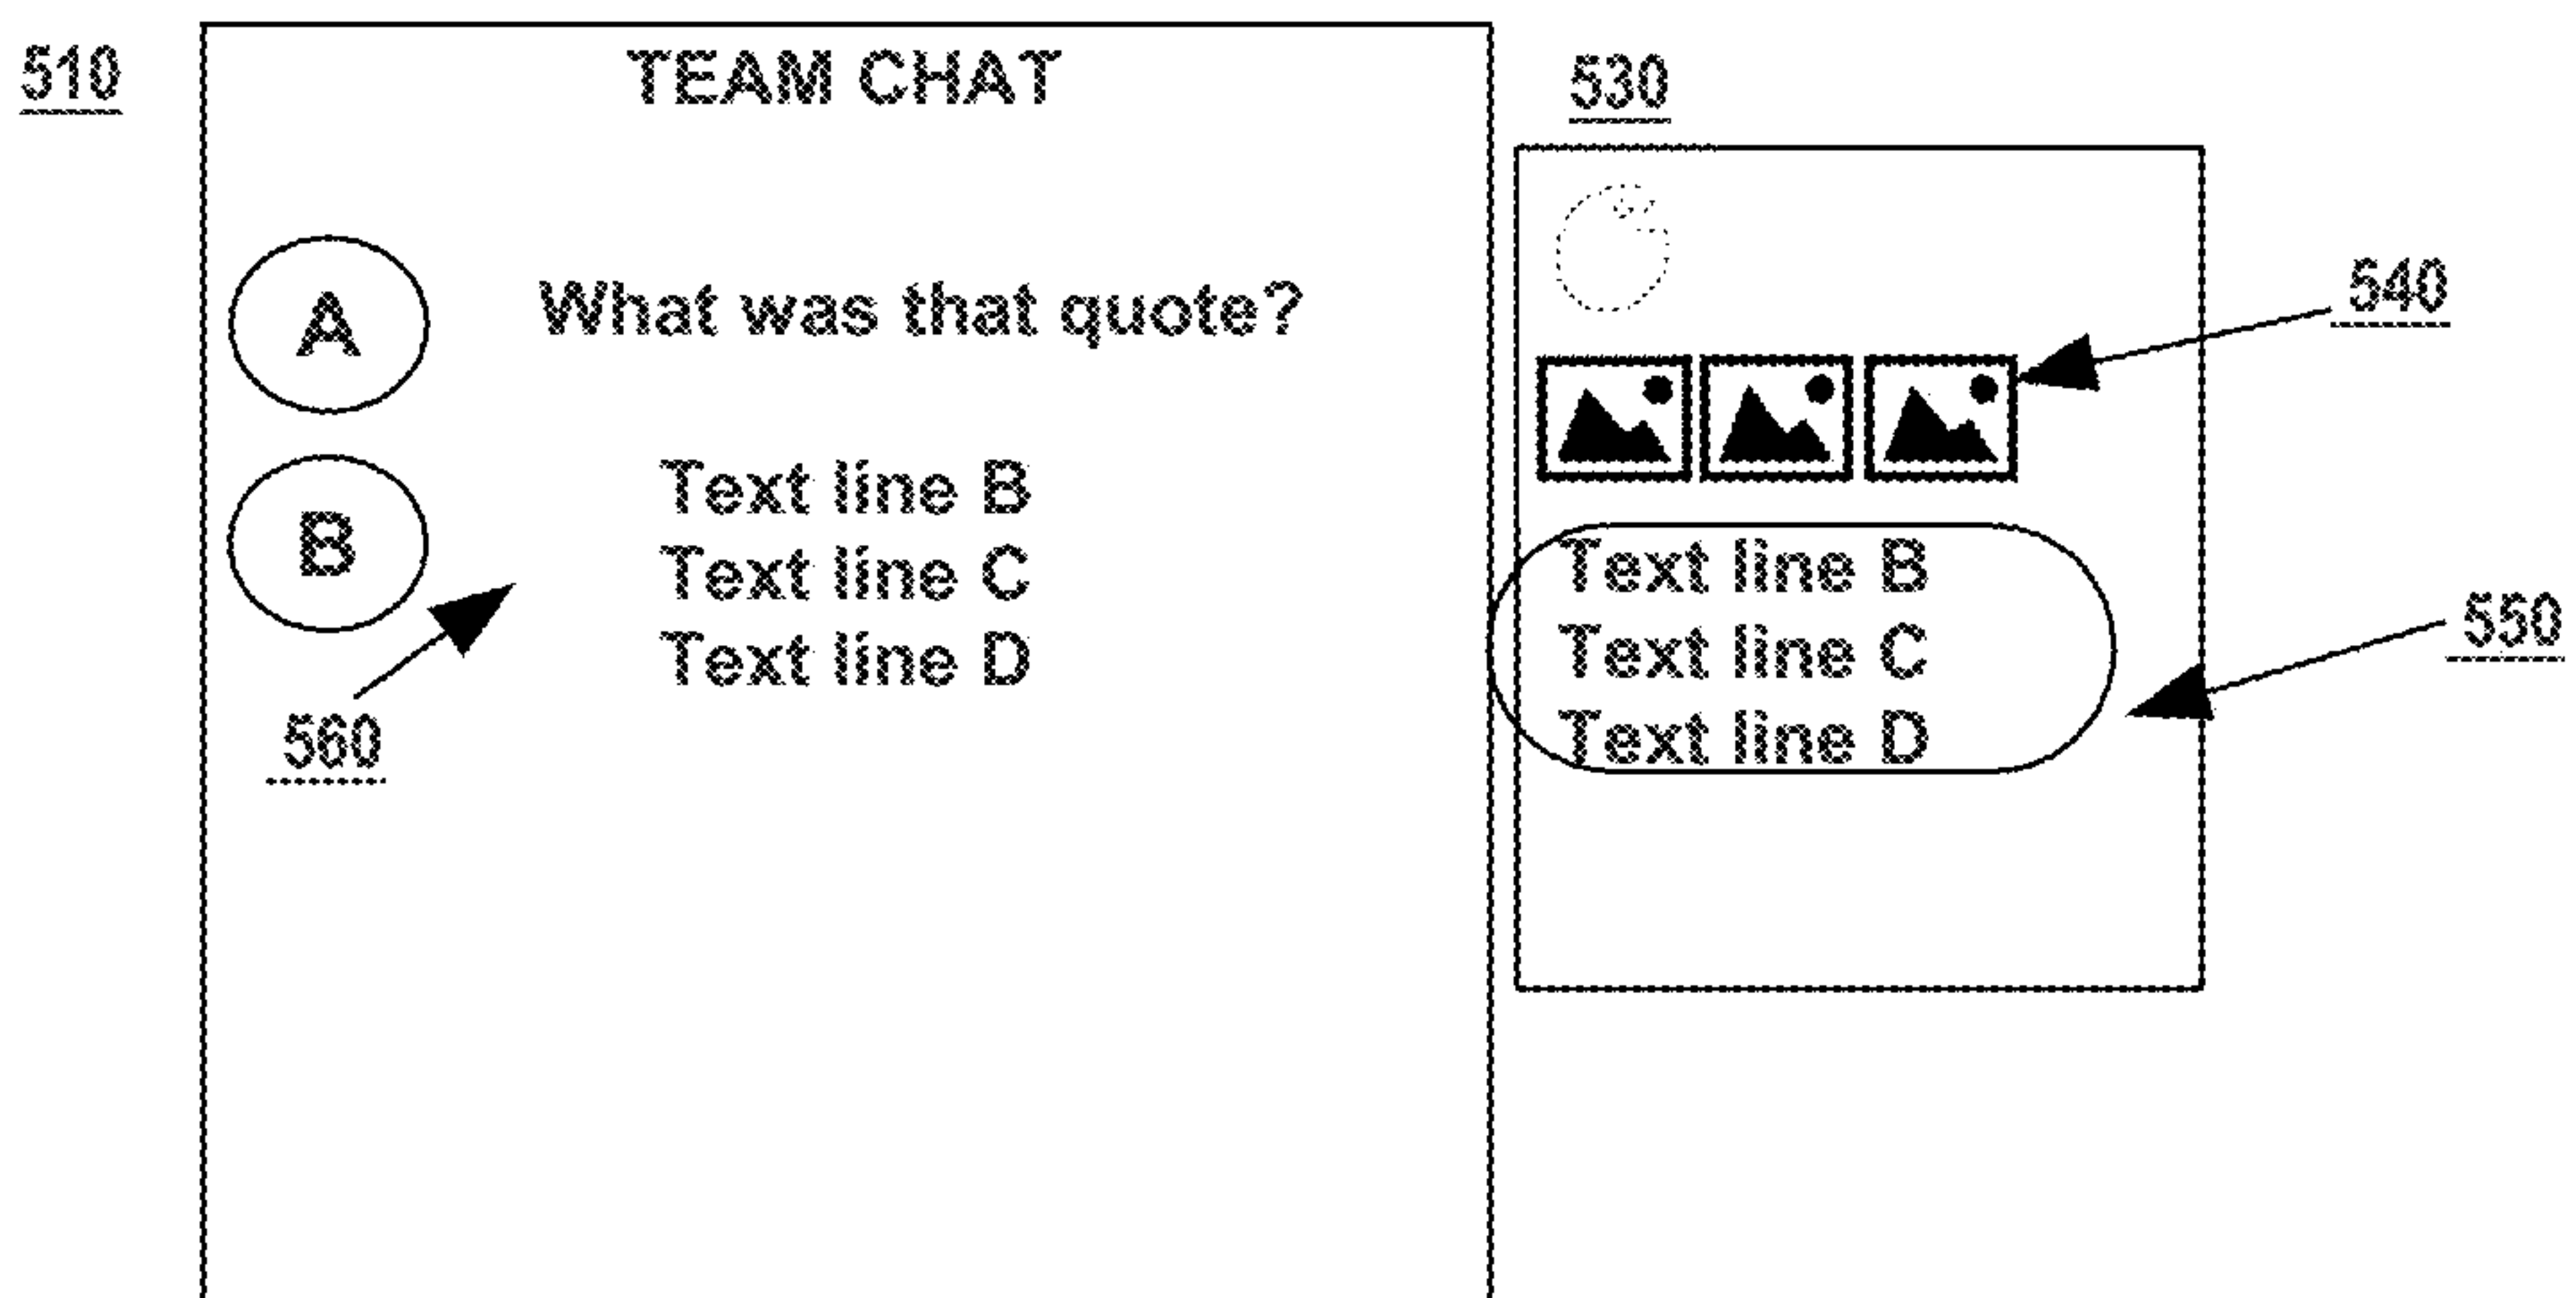 510
TEAM CHAT
A
What was that quote?
B
Text line B
Text line C
Text line D
560
530
540
Text line B
Text line C
Text line D
550